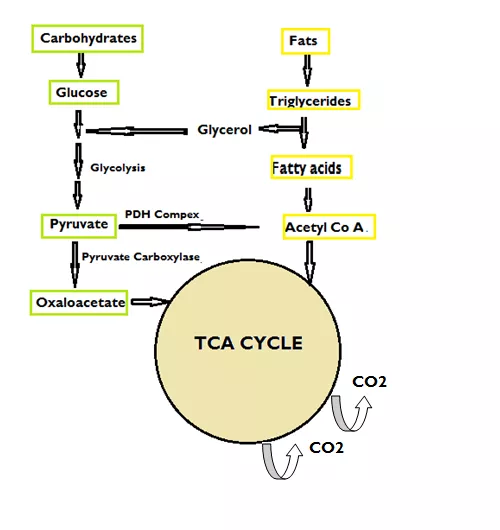 Carbohydrates
Fats
Glucose
Triglycerides
Glycerol
Glycolysis
Fatty acids
Pyruvate
PDH Compex
Acetyl Co A.
Pyruvate Carboxylase
Oxaloacetate
TCA CYCLE
CO2
CO2